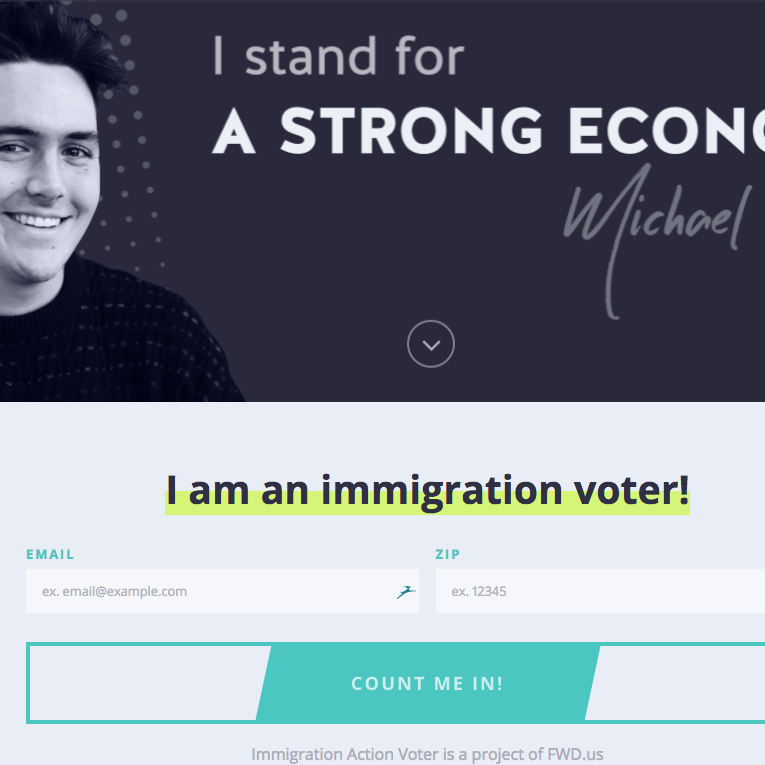 I stand for
A STRONG ECONO
Michael
I am an immigration voter!
EMAIL
ZIP
ex. email@example.com
ex. 12345
COUNT ME IN!
Immigration Action Voter is a project of FWD.us